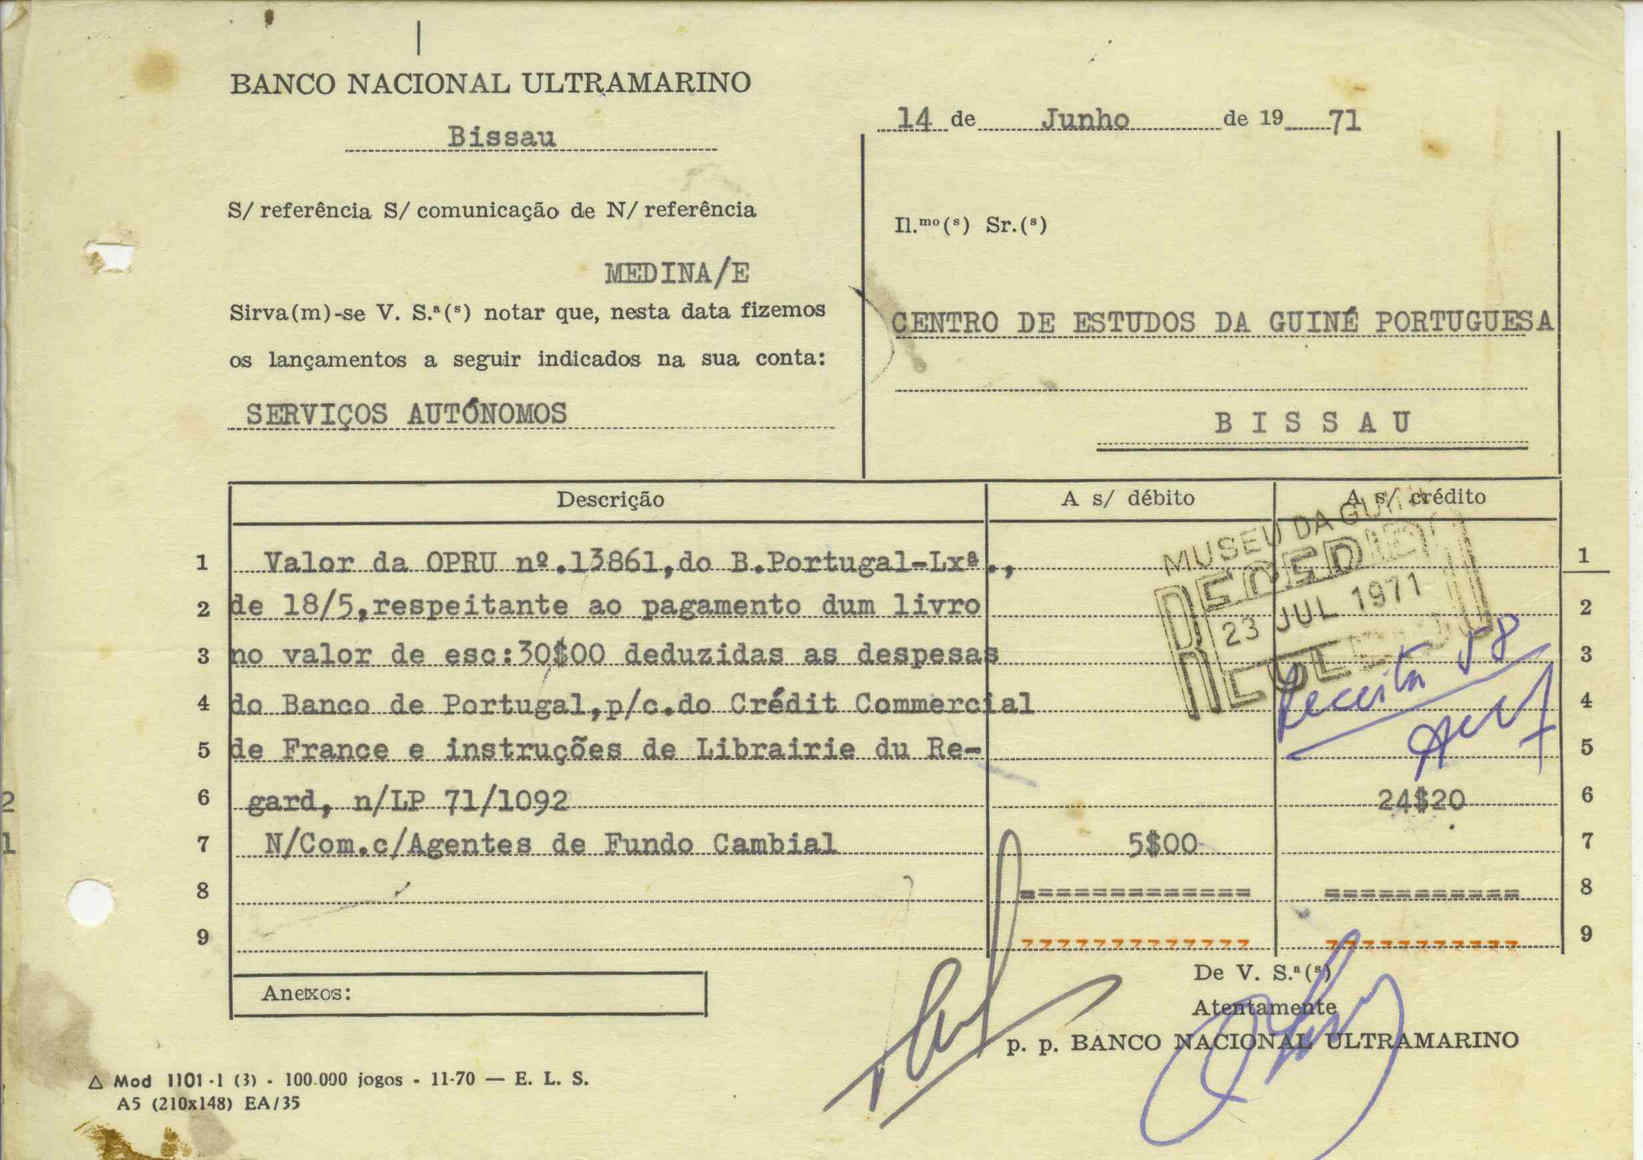 BANCO NACIONAL ULTRAMARINO
Bissau
14 de Junho de 1971
S/ referência S/ comunicação de N/ referência
Il.mo(s) Sr.(s)
MEDINA/E
Sirva(m)-se V. S.ª(s) notar que, nesta data fizemos
CENTRO DE ESTUDOS DA GUINÉ PORTUGUESA
os lançamentos a seguir indicados na sua conta:
SERVIÇOS AUTÓNOMOS
BISSAU
Descrição A s/ débito A s/ crédito
MUSEU DA
23 JUL 1971
1 Valor da OPRU nº.13861,do B.Portugal-Lxª., 1
2 de 18/5,respeitante ao pagamento dum livro 2
3 no valor de esc:30$00 deduzidas as despesas 3
Receita 58
4 do Banco de Portugal,p/c.do Crédit Commercial 4
5 de France e instruções de Librairie du Re- 5
2 6 gard, n/LP 71/1092 24$20 6
1 7 N/Com.c/Agentes de Fundo Cambial 5$00 7
8 ============= =========== 8
9 9
De V. S.ª(s)
Anexos:
Atentamente
p. p. BANCO NACIONAL ULTRAMARINO
Δ Mod 1101-1 (3) - 100.000 jogos - 11-70 — E. L. S.
A5 (210x148) EA/35